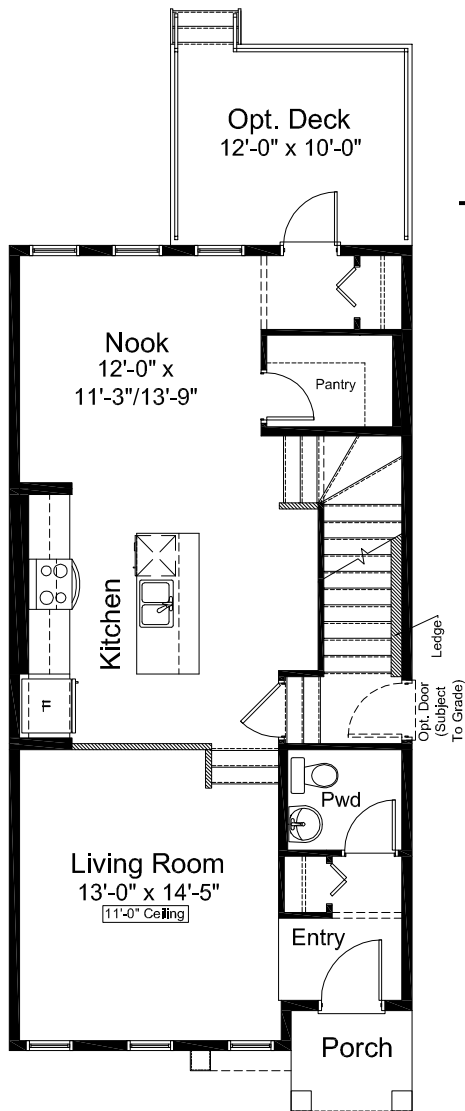 Opt. Deck
12'-0" x 10'-0"
Nook
12'-0" x
11'-3"/13'-9"
Pantry
Kitchen
Ledge
Opt. Door
(Subject
To Grade)
F
Pwd
Living Room
13'-0" x 14'-5"
11'-0" Ceiling
Entry
Porch